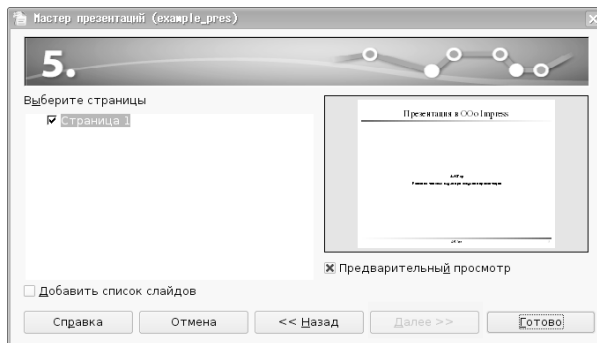 Мастер презентаций (example_pres)
5.
Выберите страницы
Страница 1
Презентация в OOo Impress
Предварительный просмотр
Добавить список слайдов
Справка
Отмена
<< Назад
Далее >>
Готово